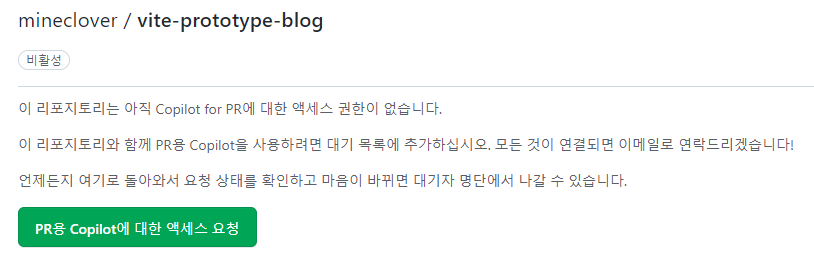 mineclover / vite-prototype-blog
비활성
이 리포지토리는 아직 Copilot for PR에 대한 액세스 권한이 없습니다.
이 리포지토리와 함께 PR용 Copilot을 사용하려면 대기 목록에 추가하십시오. 모든 것이 연결되면 이메일로 연락드리겠습니다!
언제든지 여기로 돌아와서 요청 상태를 확인하고 마음이 바뀌면 대기자 명단에서 나갈 수 있습니다.
PR용 Copilot에 대한 액세스 요청